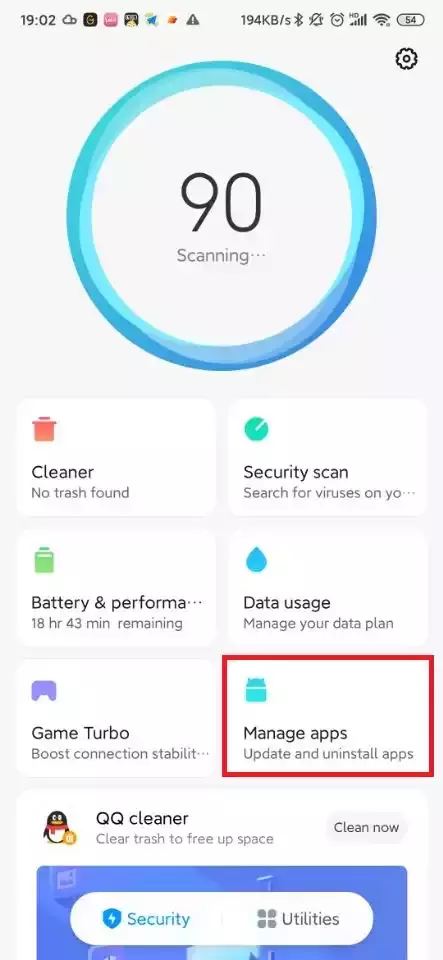 19:02 194KB/s HD 54
90
Scanning···
Cleaner
No trash found
Security scan
Search for viruses on yo···
Battery & performa···
18 hr 43 min remaining
Data usage
Manage your data plan
Game Turbo
Boost connection stabilit···
Manage apps
Update and uninstall apps
QQ cleaner
Clear trash to free up space
Clean now
Security
Utilities